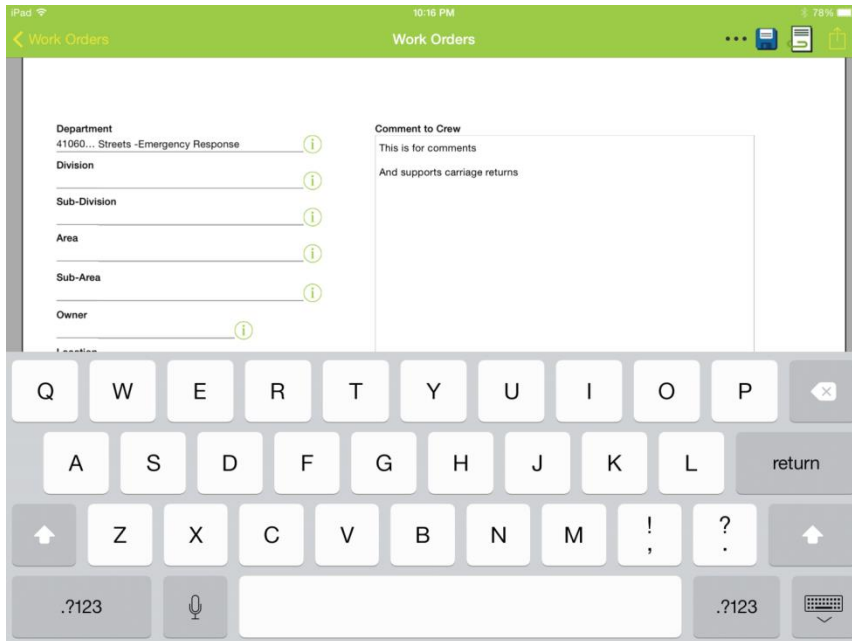 iPad 10:16 PM 78%
Work Orders Work Orders
Department
41060... Streets -Emergency Response
Division
Sub-Division
Area
Sub-Area
Owner
Location
Comment to Crew
This is for comments
And supports carriage returns
Q W E R T Y U I O P
A S D F G H J K L return
Z X C V B N M ! , ? .
.?123 .?123